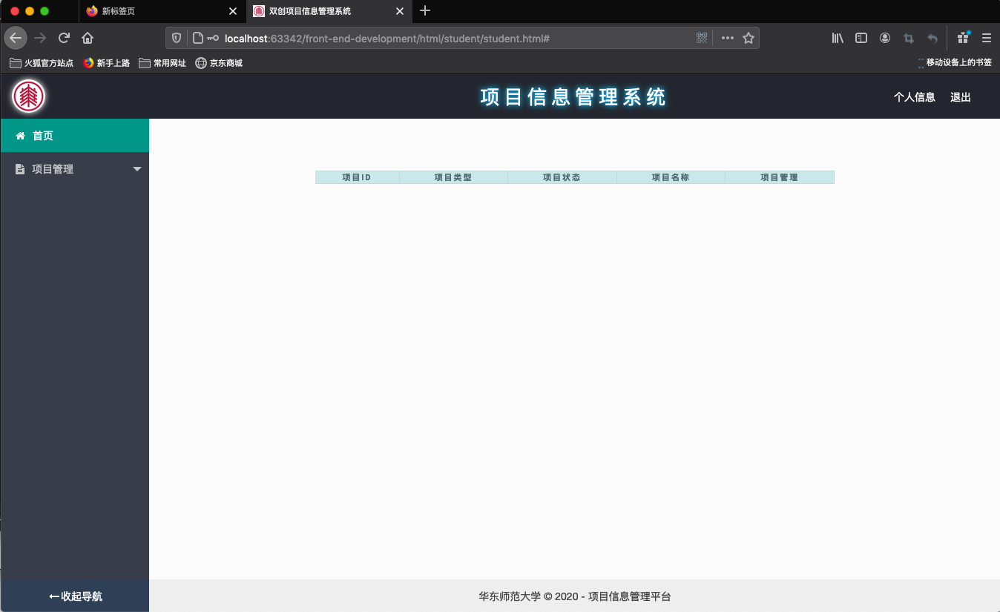 新标签页
双创项目信息管理系统
localhost:63342/front-end-development/html/student/student.html#
火狐官方站点 新手上路 常用网址 京东商城 移动设备上的书签
项目信息管理系统
个人信息 退出
首页
项目管理
项目ID 项目类型 项目状态 项目名称 项目管理
收起导航
华东师范大学 © 2020 - 项目信息管理平台